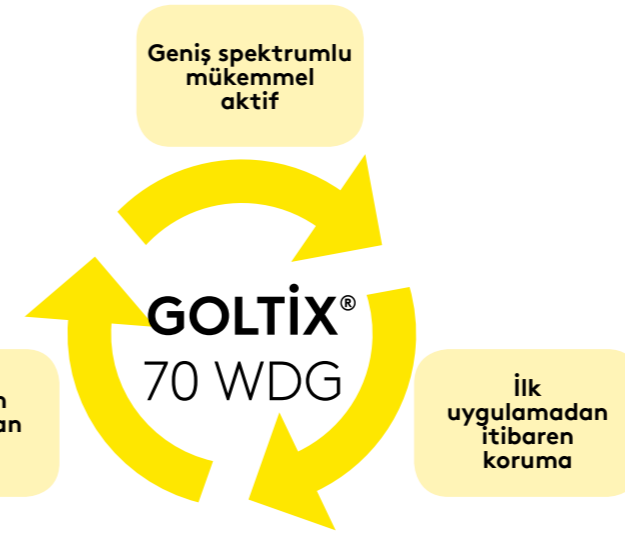 Geniş spektrumlu
mükemmel
aktif
GOLTİX®
70 WDG
İlk
uygulamadan
itibaren
koruma